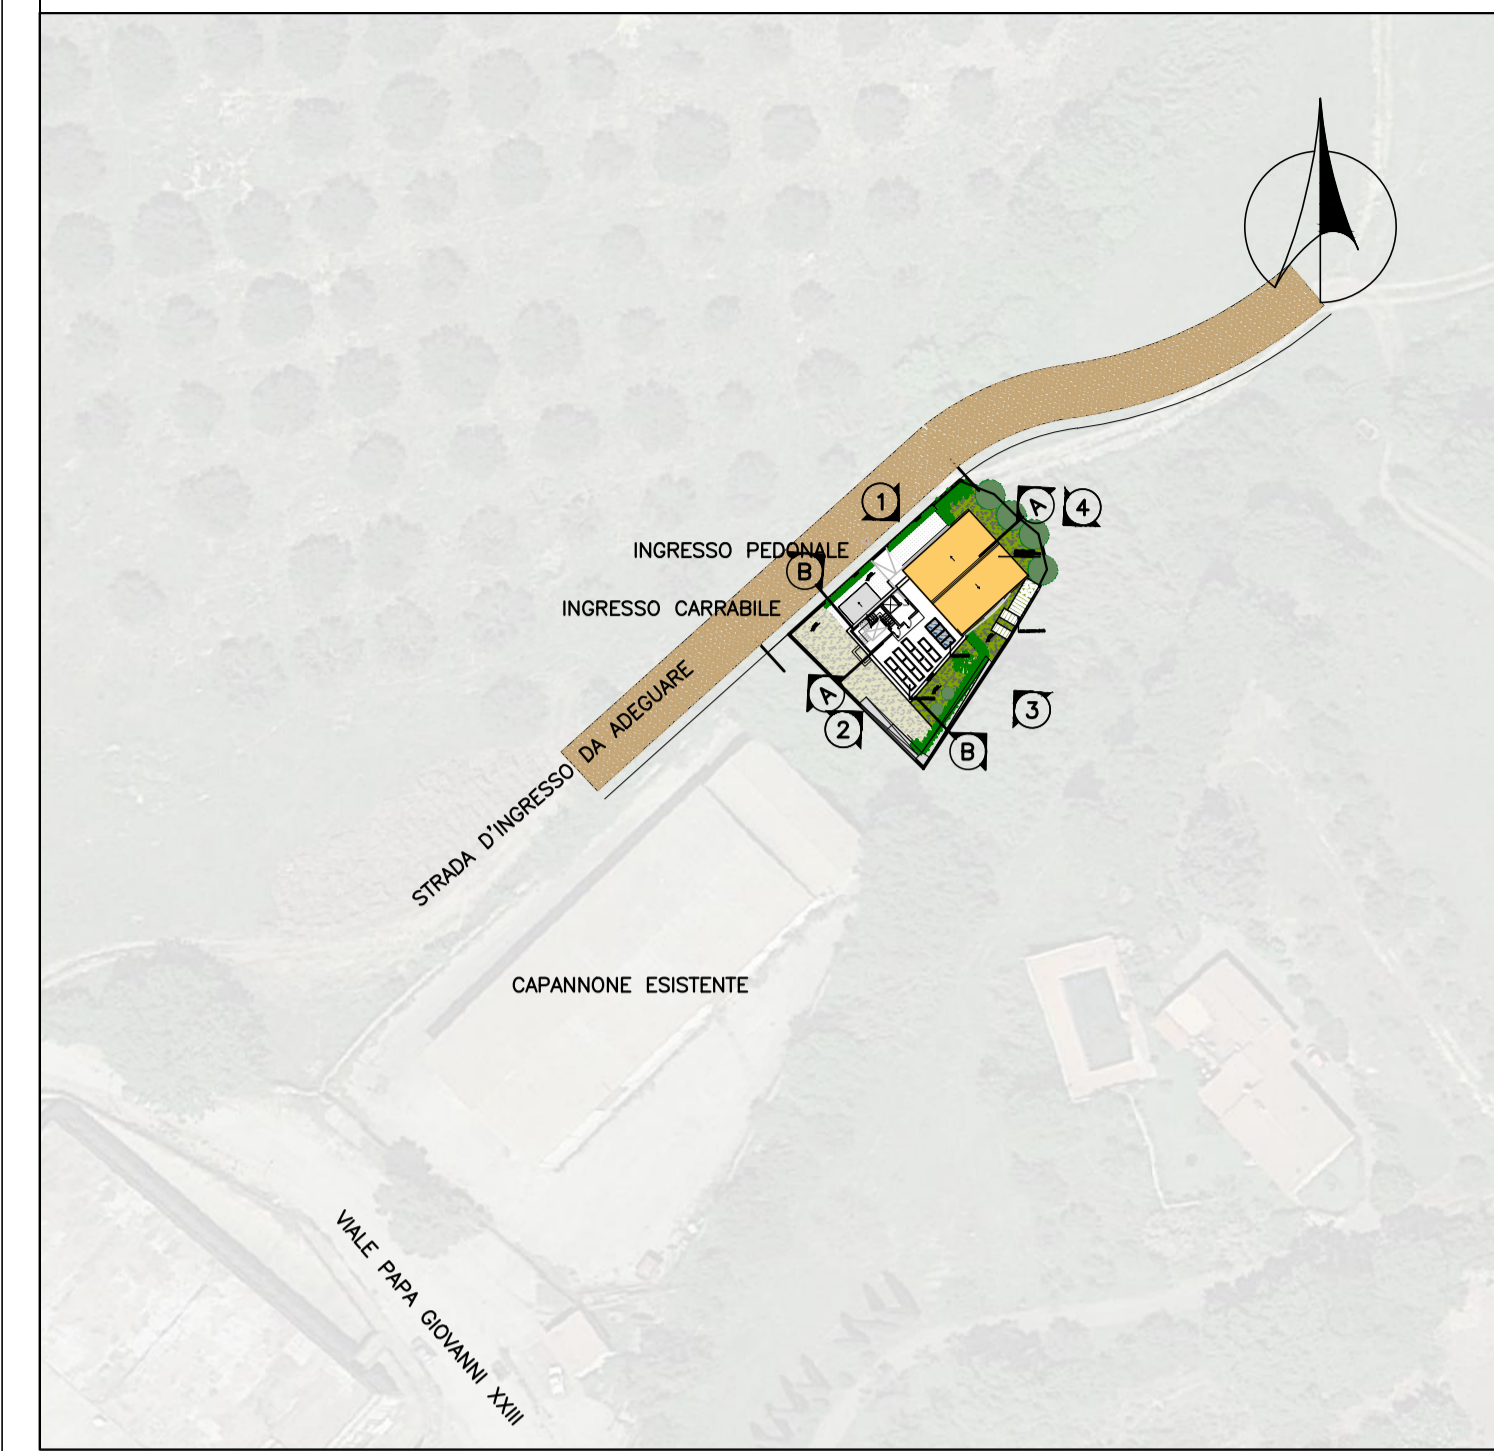 1
A
4
INGRESSO PEDONALE
B
INGRESSO CARRABILE
A
3
2
B
STRADA D'INGRESSO DA ADEGUARE
CAPANNONE ESISTENTE
VIALE PAPA GIOVANNI XXIII